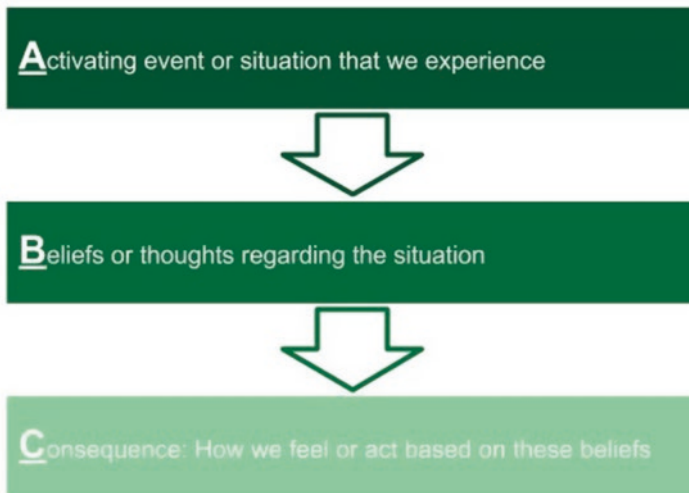 Activating event or situation that we experience
Beliefs or thoughts regarding the situation
Consequence: How we feel or act based on these beliefs